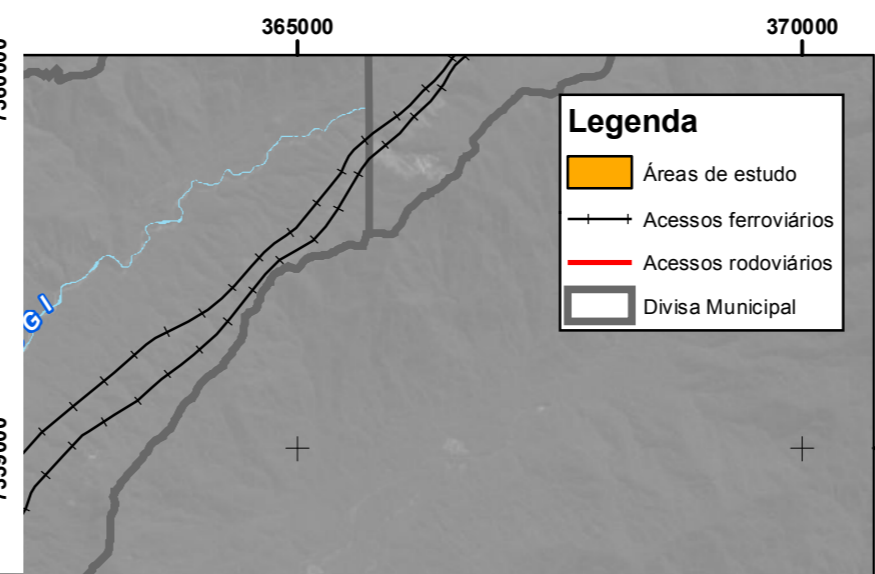 365000
370000
Legenda
Áreas de estudo
Acessos ferroviários
Acessos rodoviários
Divisa Municipal
G I